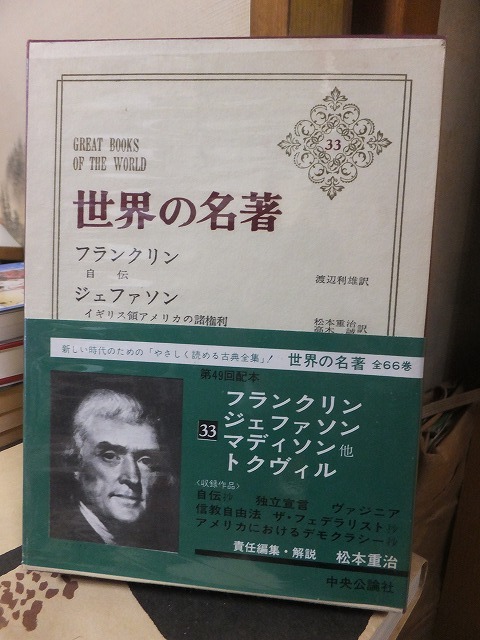 GREAT BOOKS
OF THE WORLD
33
世界の名著
フランクリン
自伝
渡辺利雄訳
ジェファソン
イギリス領アメリカの諸権利
松本重治
高木誠 訳
新しい時代のための「やさしく読める古典全集」!
世界の名著 全66巻
第49回配本
33
フランクリン
ジェファソン
マディソン他
トクヴィル
〈収録作品〉
自伝抄 独立宣言 ヴァジニア
信教自由法 ザ・フェデラリスト抄
アメリカにおけるデモクラシー抄
責任編集・解説 松本重治
中央公論社